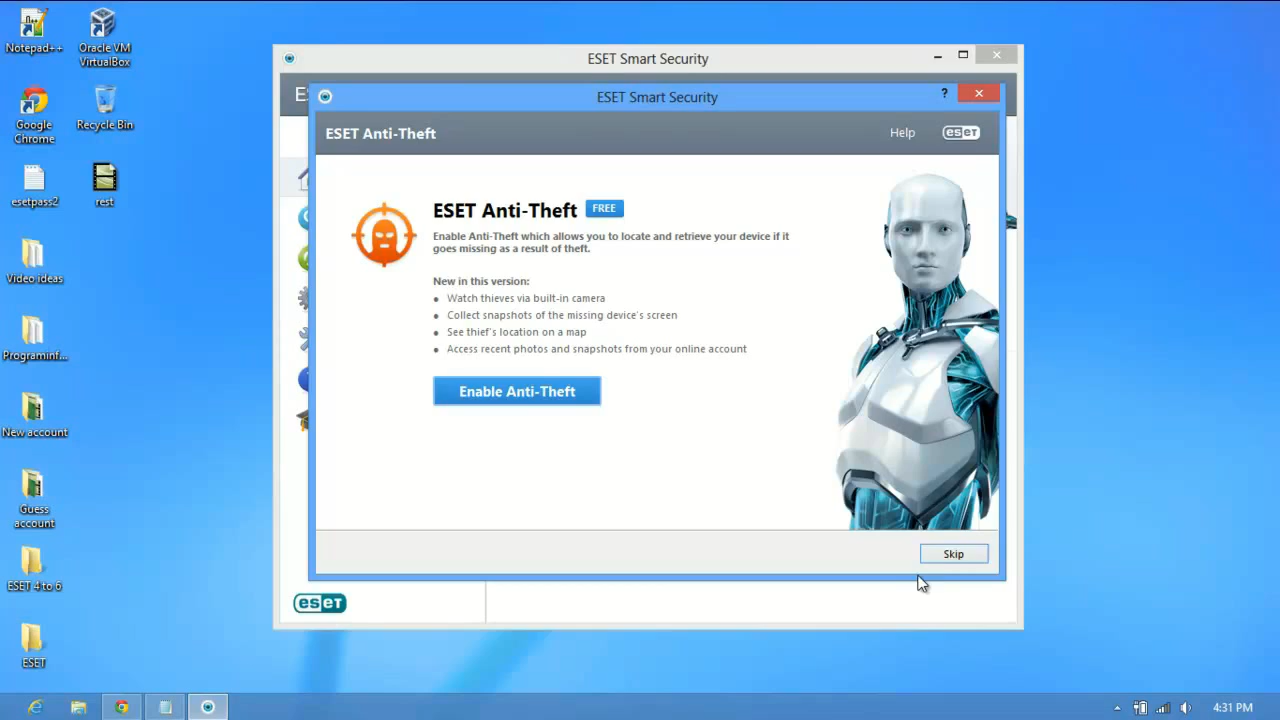 Notepad++
Oracle VM
VirtualBox
Google
Chrome
Recycle Bin
esetpass2
rest
Video ideas
Programinf...
New account
Guess
account
ESET 4 to 6
ESET
ESET Smart Security
ES
ESET Smart Security
?
ESET Anti-Theft
Help
eset
ESET Anti-Theft
FREE
Enable Anti-Theft which allows you to locate and retrieve your device if it
goes missing as a result of theft.
New in this version:
• Watch thieves via built-in camera
• Collect snapshots of the missing device's screen
• See thief's location on a map
• Access recent photos and snapshots from your online account
Enable Anti-Theft
Skip
eset
4:31 PM